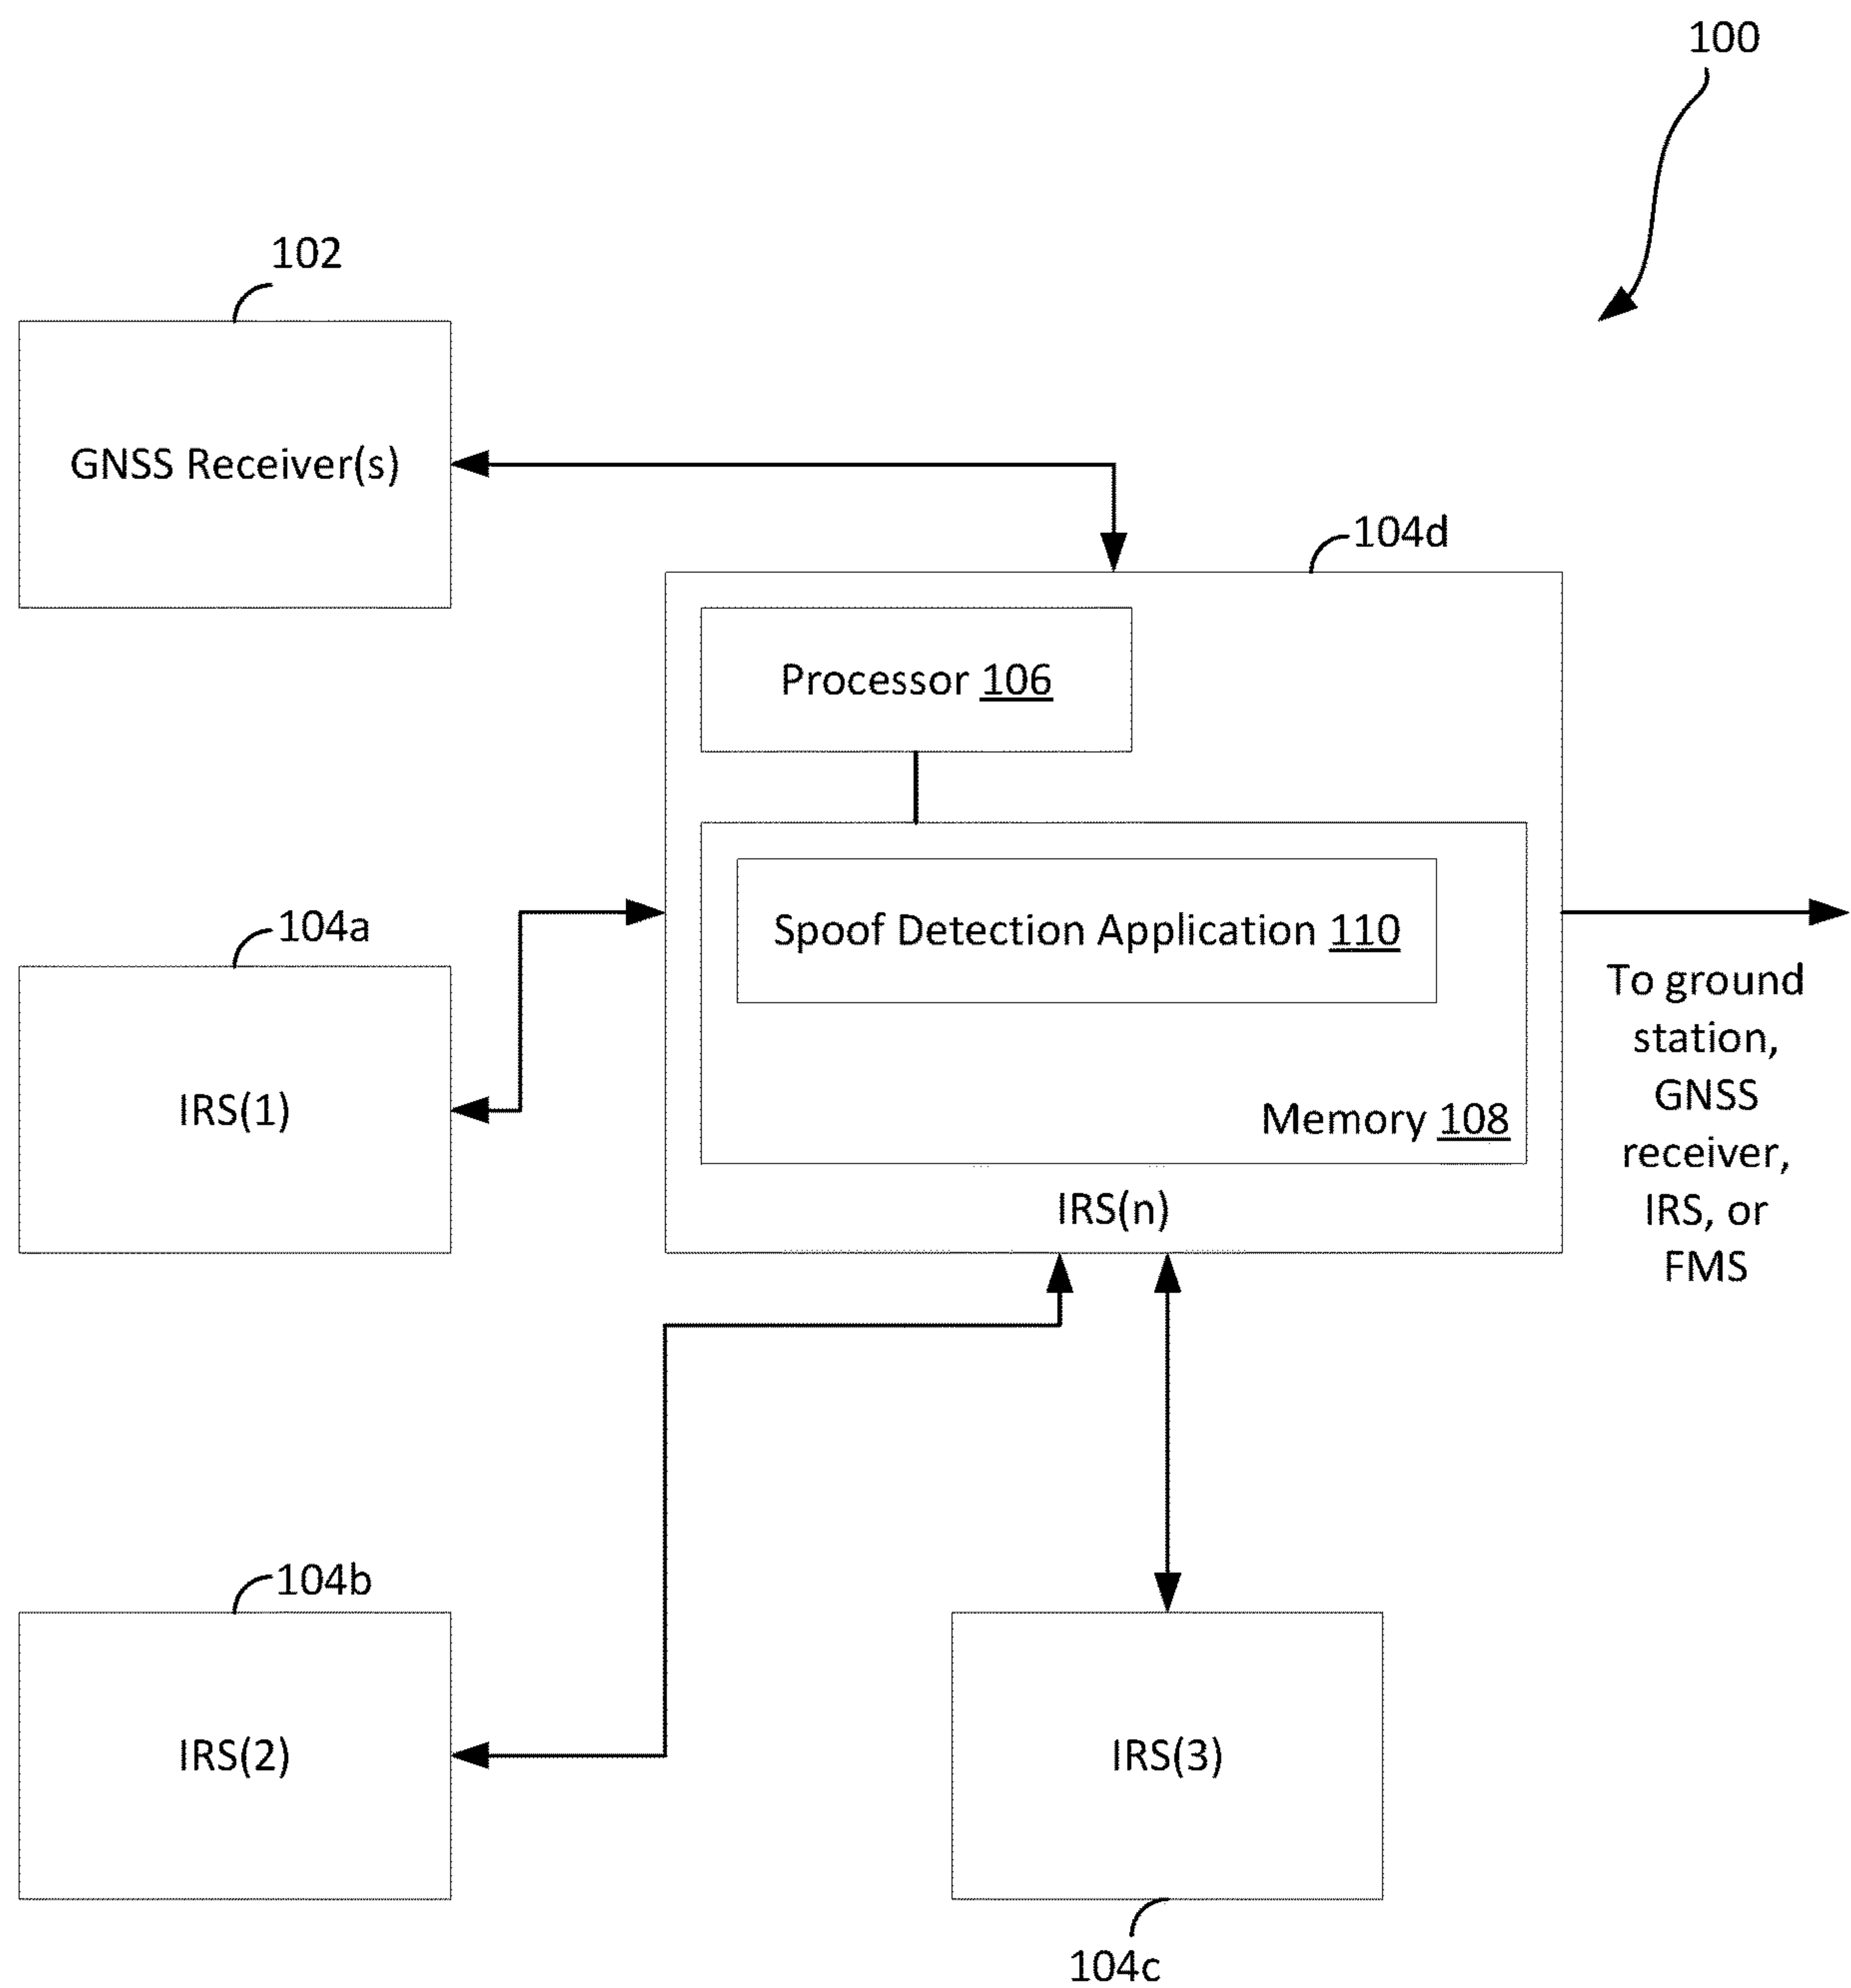 100
102
GNSS Receiver(s)
104d
Processor 106
104a
Spoof Detection Application 110
To ground
station,
GNSS
receiver,
IRS, or
FMS
IRS(1)
Memory 108
IRS(n)
104b
IRS(2)
IRS(3)
104c